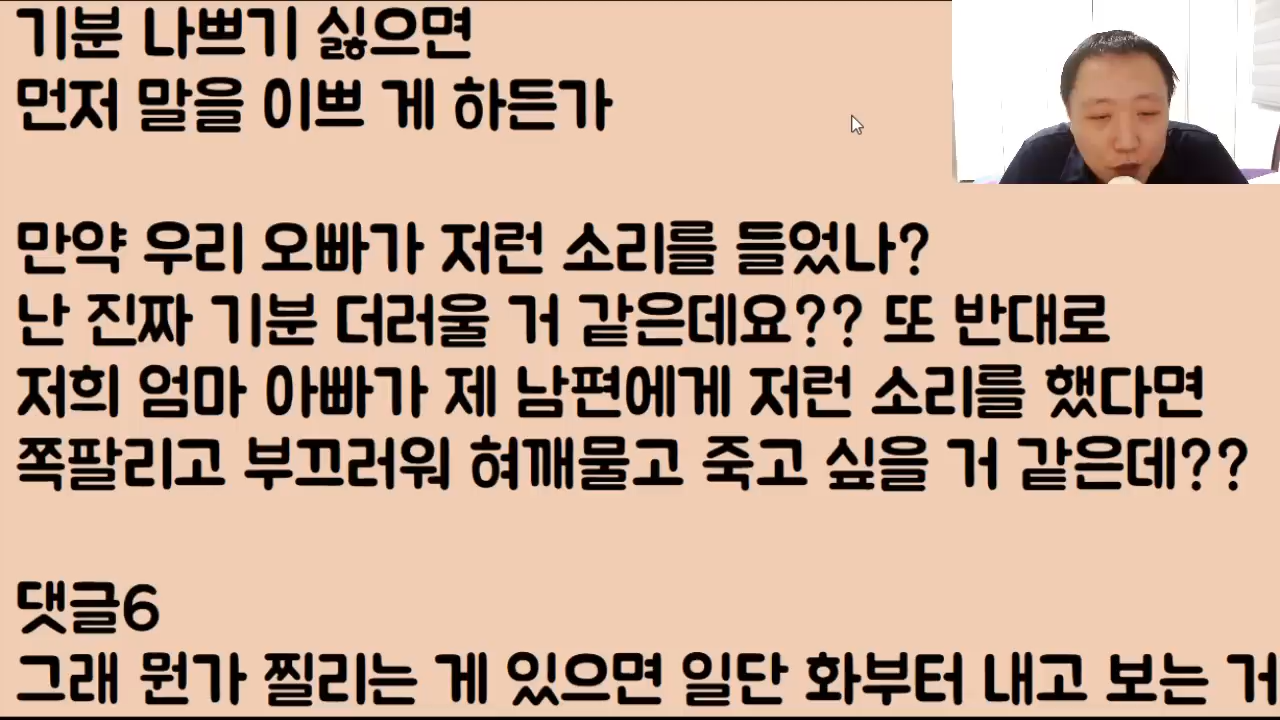 기분 나쁘기 싫으면
먼저 말을 이쁘 게 하든가
만약 우리 오빠가 저런 소리를 들었나?
난 진짜 기분 더러울 거 같은데요?? 또 반대로
저희 엄마 아빠가 제 남편에게 저런 소리를 했다면
쪽팔리고 부끄러워 혀깨물고 죽고 싶을 거 같은데??
댓글6
그래 뭔가 찔리는 게 있으면 일단 화부터 내고 보는 거